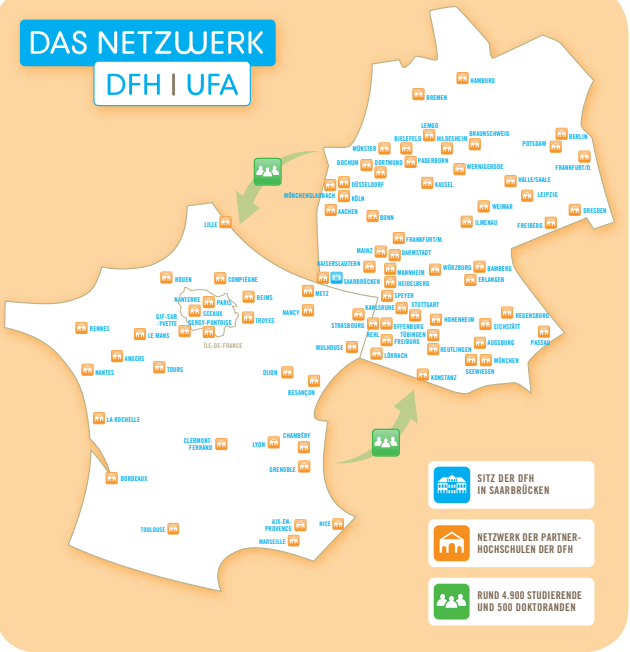 DAS NETZWERK
DFH | UFA
HAMBURG
BREMEN
LEMGO
BIELEFELD
HILDESHEIM
BRAUNSCHWEIG
BERLIN
POTSDAM
MÜNSTER
BOCHUM
DORTMUND
PADERBORN
WERNIGERODE
FRANKFURT/O.
DÜSSELDORF
KASSEL
HALLE/SAALE
MÜNCHENGLADBACH
KÖLN
LEIPZIG
AACHEN
BONN
WEIMAR
ILMENAU
DRESDEN
FREIBERG
LILLE
FRANKFURT/M.
MAINZ
DARMSTADT
KAISERSLAUTERN
MANNHEIM
WÜRZBURG
BAMBERG
SAARBRÜCKEN
HEIDELBERG
ERLANGEN
ROUEN
COMPIÈGNE
METZ
SPEYER
NANTERRE
PARIS
REIMS
KARLSRUHE
STUTTGART
SCEAUX
NANCY
REGENSBURG
GIF-SUR
-YVETTE
CERGY-PONTOISE
TROYES
STRASBOURG
OFFENBURG
HOHENHEIM
EICHSTÄTT
RENNES
LE MANS
KEHL
TÜBINGEN
PASSAU
ÎLE-DE-FRANCE
MULHOUSE
FREIBURG
REUTLINGEN
AUGSBURG
ANGERS
LÖRRACH
MÜNCHEN
NANTES
TOURS
DIJON
KONSTANZ
SEEWIESEN
BESANÇON
LA ROCHELLE
CLERMONT-
FERRAND
LYON
CHAMBÉRY
GRENOBLE
BORDEAUX
TOULOUSE
AIX-EN-
PROVENCE
NICE
MARSEILLE
SITZ DER DFH
IN SAARBRÜCKEN
NETZWERK DER PARTNER-
HOCHSCHULEN DER DFH
RUND 4.900 STUDIERENDE
UND 500 DOKTORANDEN